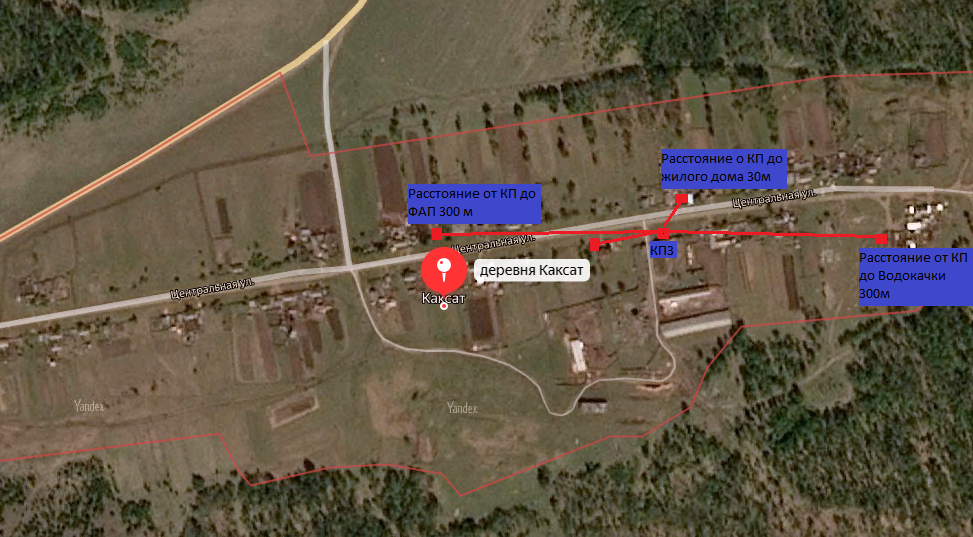 Расстояние о КП до
жилого дома 30м
Расстояние от КП до
ФАП 300 м
Центральная ул.
Центральная ул.
КП3
Расстояние от КП
до Водокачки
300м
деревня Каксат
Каксат
Центральная ул.
Yandex
Yandex